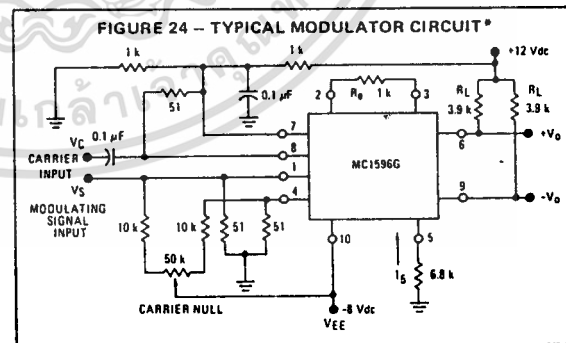 FIGURE 24 – TYPICAL MODULATOR CIRCUIT*
1 k
1 k
+12 Vdc
51
0.1 µF
2
Re
1 k
3
RL
3.9 k
RL
3.9 k
VC
0.1 µF
7
6
+Vo
CARRIER
INPUT
8
MC1596G
VS
1
MODULATING
SIGNAL
INPUT
4
9
-Vo
10 k
10 k
51
51
10
5
50 k
I5
6.8 k
CARRIER NULL
-8 Vdc
VEE